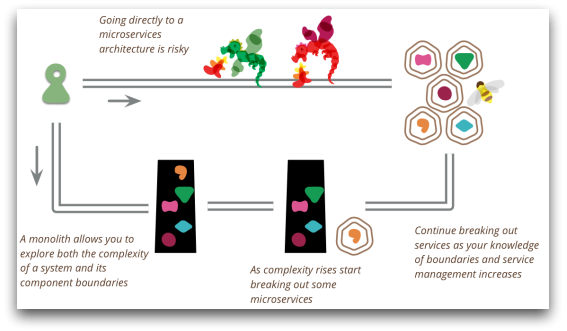 Going directly to a
microservices
architecture is risky
A monolith allows you to
explore both the complexity
of a system and its
component boundaries
As complexity rises start
breaking out some
microservices
Continue breaking out
services as your knowledge
of boundaries and service
management increases